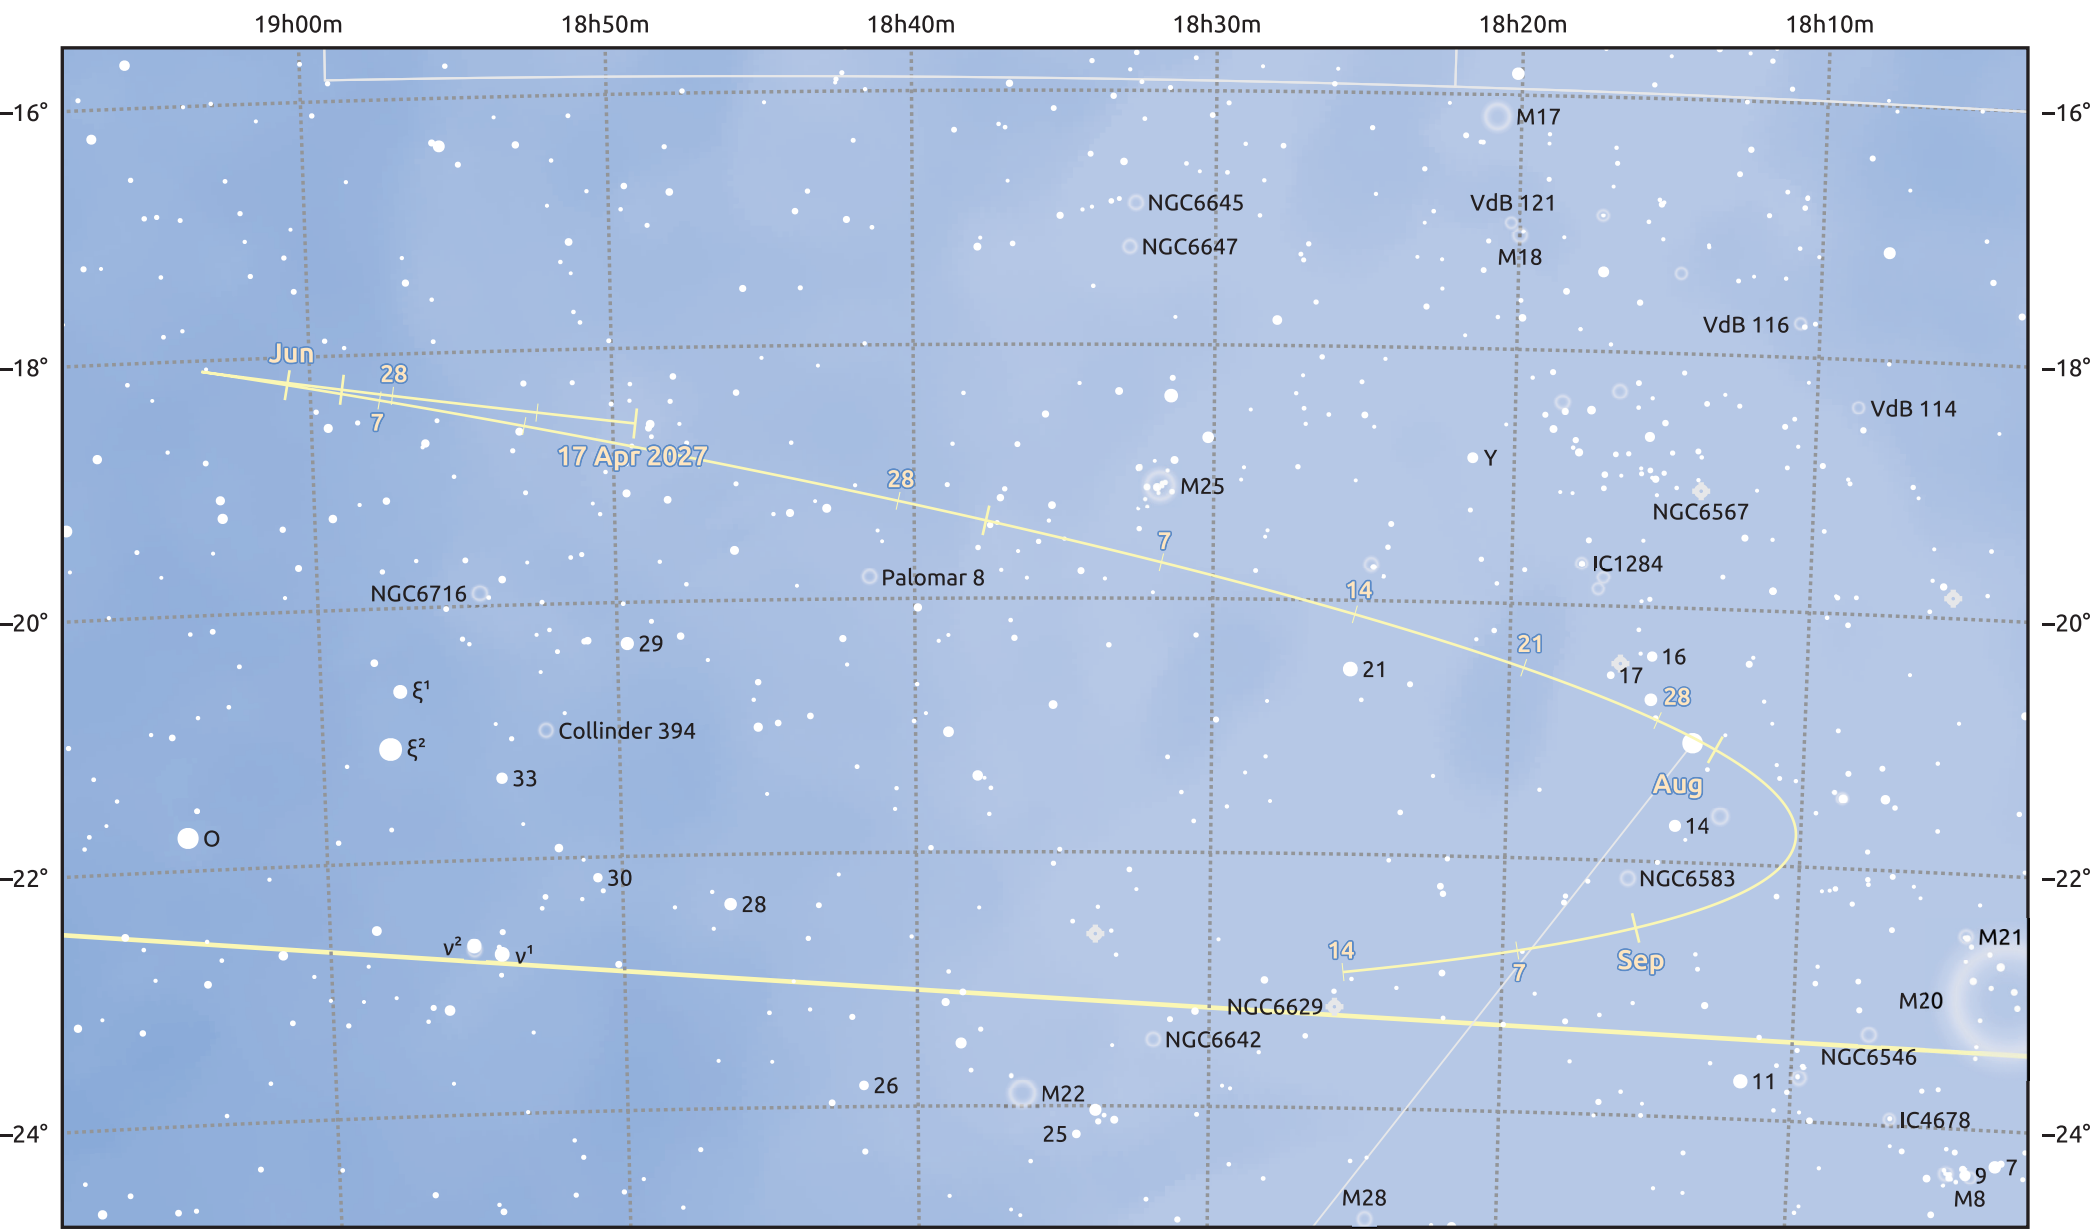 19h00m 18h50m 18h40m 18h30m 18h20m 18h10m
−16° −16°
M17
NGC6645 VdB 121
NGC6647
M18
VdB 116
Jun
−18° −18°
28
7
VdB 114
17 Apr 2027
Y
28
M25
NGC6567
7
IC1284
Palomar 8
14
NGC6716
−20° −20°
29
21
16
21
17
ξ¹
28
Collinder 394
ξ²
33
Aug
14
O
−22° 30 NGC6583 −22°
28
M21
ν²
14
ν¹
Sep
7
M20
NGC6629
NGC6642
NGC6546
11
26
M22
IC4678
25
−24° −24°
7
9
M28
M8